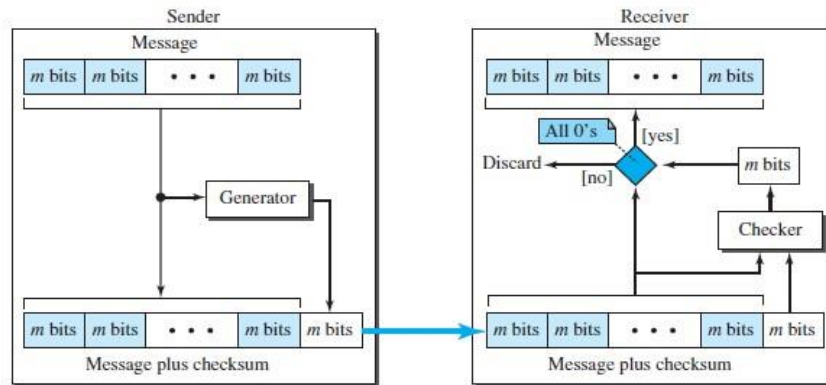 Sender
Message
m bits m bits • • • m bits
Generator
m bits m bits • • • m bits m bits
Message plus checksum
Receiver
Message
m bits m bits • • • m bits
All 0's
[yes]
Discard
[no]
m bits
Checker
m bits m bits • • • m bits m bits
Message plus checksum